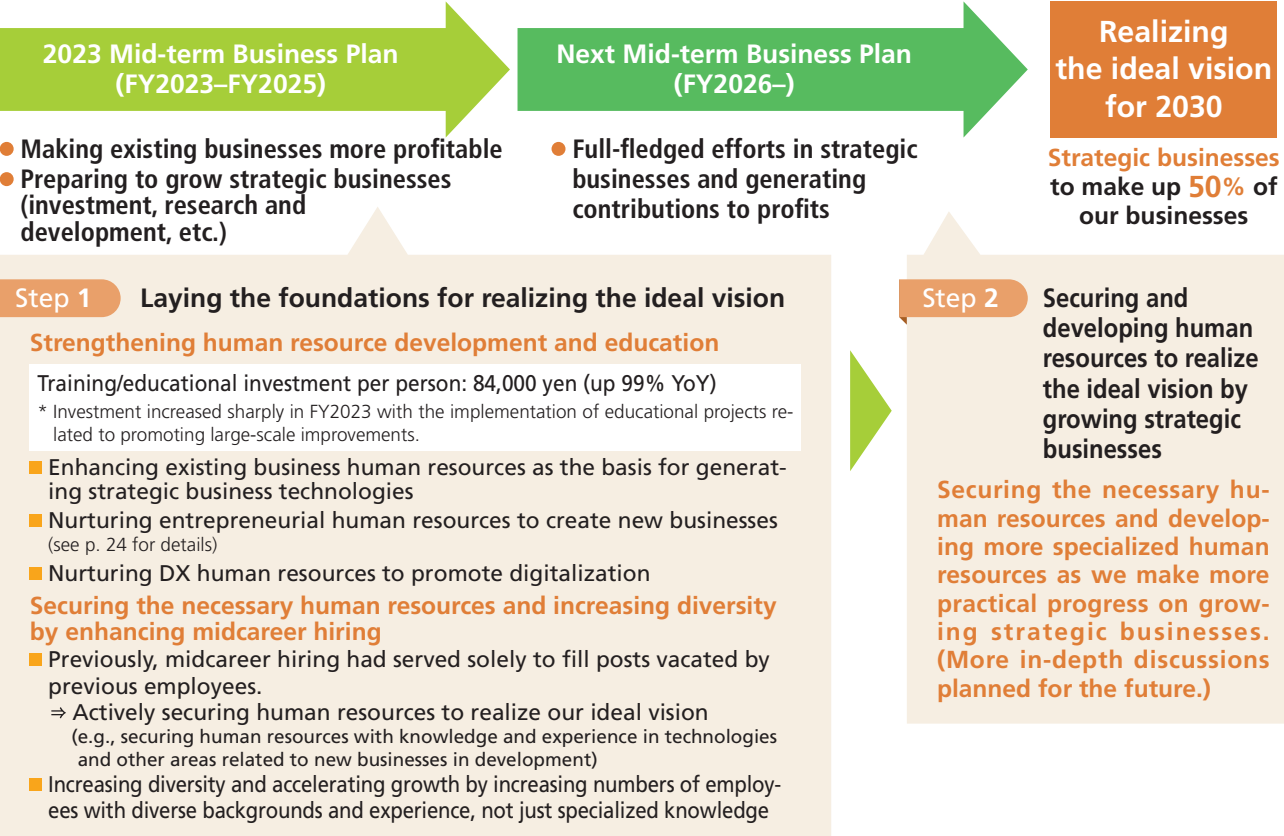 2023 Mid-term Business Plan
(FY2023–FY2025)
Next Mid-term Business Plan
(FY2026–)
Realizing
the ideal vision
for 2030
● Making existing businesses more profitable
● Preparing to grow strategic businesses
(investment, research and
development, etc.)
● Full-fledged efforts in strategic
businesses and generating
contributions to profits
Strategic businesses
to make up 50% of
our businesses
Step 1 Laying the foundations for realizing the ideal vision
Strengthening human resource development and education
Training/educational investment per person: 84,000 yen (up 99% YoY)
* Investment increased sharply in FY2023 with the implementation of educational projects re-
lated to promoting large-scale improvements.
■ Enhancing existing business human resources as the basis for generat-
ing strategic business technologies
■ Nurturing entrepreneurial human resources to create new businesses
(see p. 24 for details)
■ Nurturing DX human resources to promote digitalization
Securing the necessary human resources and increasing diversity
by enhancing midcareer hiring
■ Previously, midcareer hiring had served solely to fill posts vacated by
previous employees.
⇒ Actively securing human resources to realize our ideal vision
(e.g., securing human resources with knowledge and experience in technologies
and other areas related to new businesses in development)
■ Increasing diversity and accelerating growth by increasing numbers of employ-
ees with diverse backgrounds and experience, not just specialized knowledge
Step 2 Securing and
developing human
resources to realize
the ideal vision by
growing strategic
businesses
Securing the necessary hu-
man resources and develop-
ing more specialized human
resources as we make more
practical progress on grow-
ing strategic businesses.
(More in-depth discussions
planned for the future.)